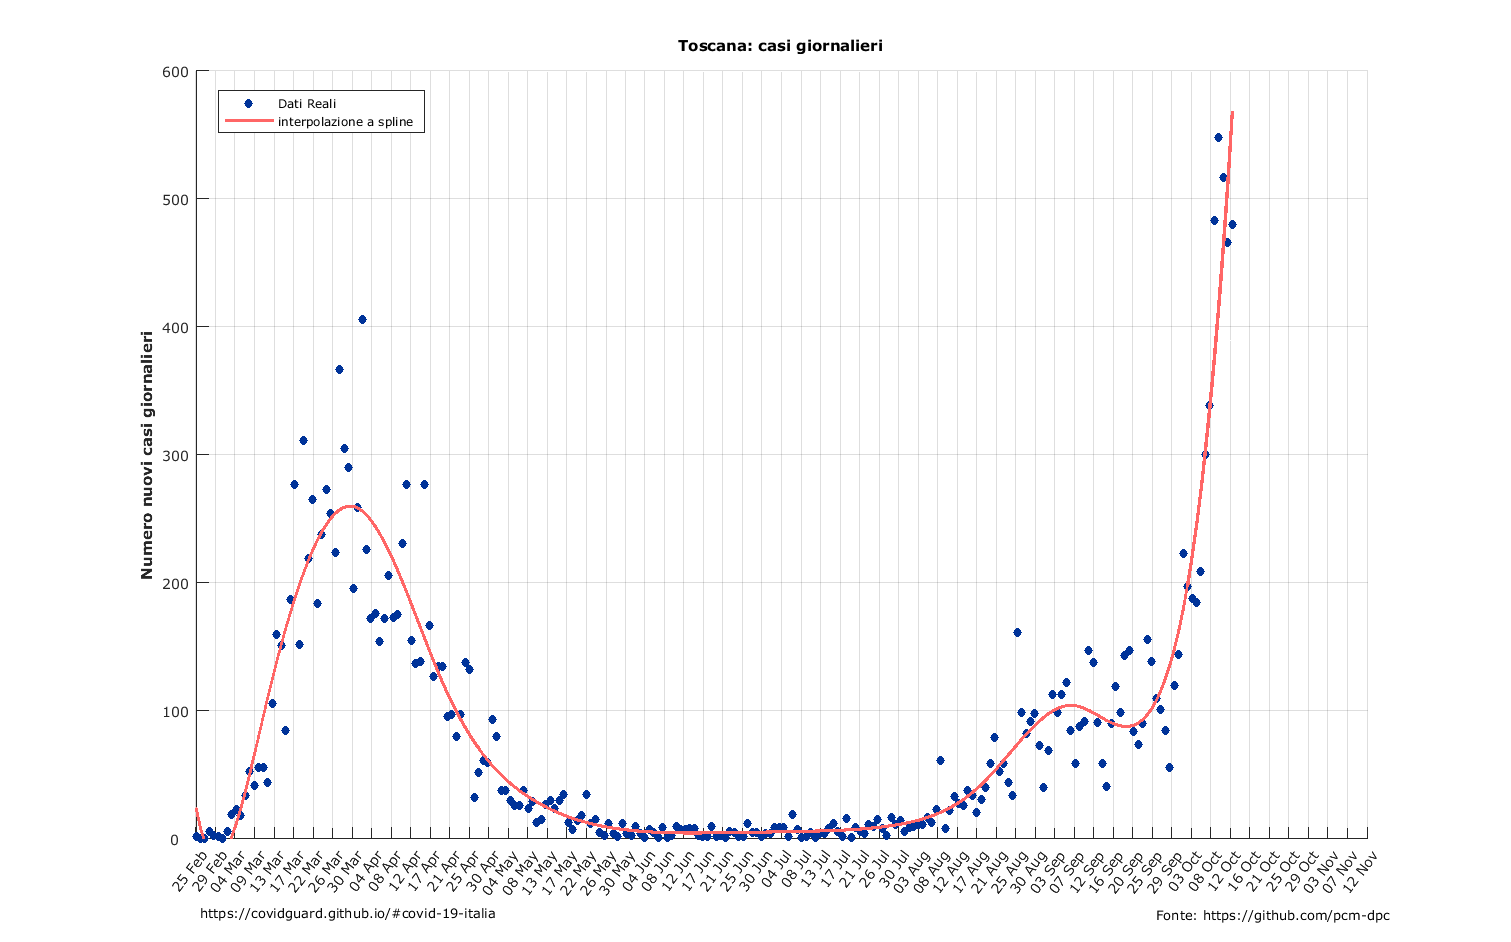 Toscana: casi giornalieri
600
Dati Reali
interpolazione a spline
500
400
300
200
100
0
Numero nuovi casi giornalieri
25 Feb
29 Feb
04 Mar
09 Mar
13 Mar
17 Mar
22 Mar
26 Mar
30 Mar
04 Apr
08 Apr
12 Apr
17 Apr
21 Apr
25 Apr
30 Apr
04 May
08 May
13 May
17 May
22 May
26 May
30 May
04 Jun
08 Jun
12 Jun
17 Jun
21 Jun
25 Jun
30 Jun
04 Jul
08 Jul
13 Jul
17 Jul
21 Jul
26 Jul
30 Jul
03 Aug
08 Aug
12 Aug
17 Aug
21 Aug
25 Aug
30 Aug
03 Sep
07 Sep
12 Sep
16 Sep
20 Sep
25 Sep
29 Sep
03 Oct
08 Oct
12 Oct
16 Oct
21 Oct
25 Oct
29 Oct
03 Nov
07 Nov
12 Nov
https://covidguard.github.io/#covid-19-italia
Fonte: https://github.com/pcm-dpc